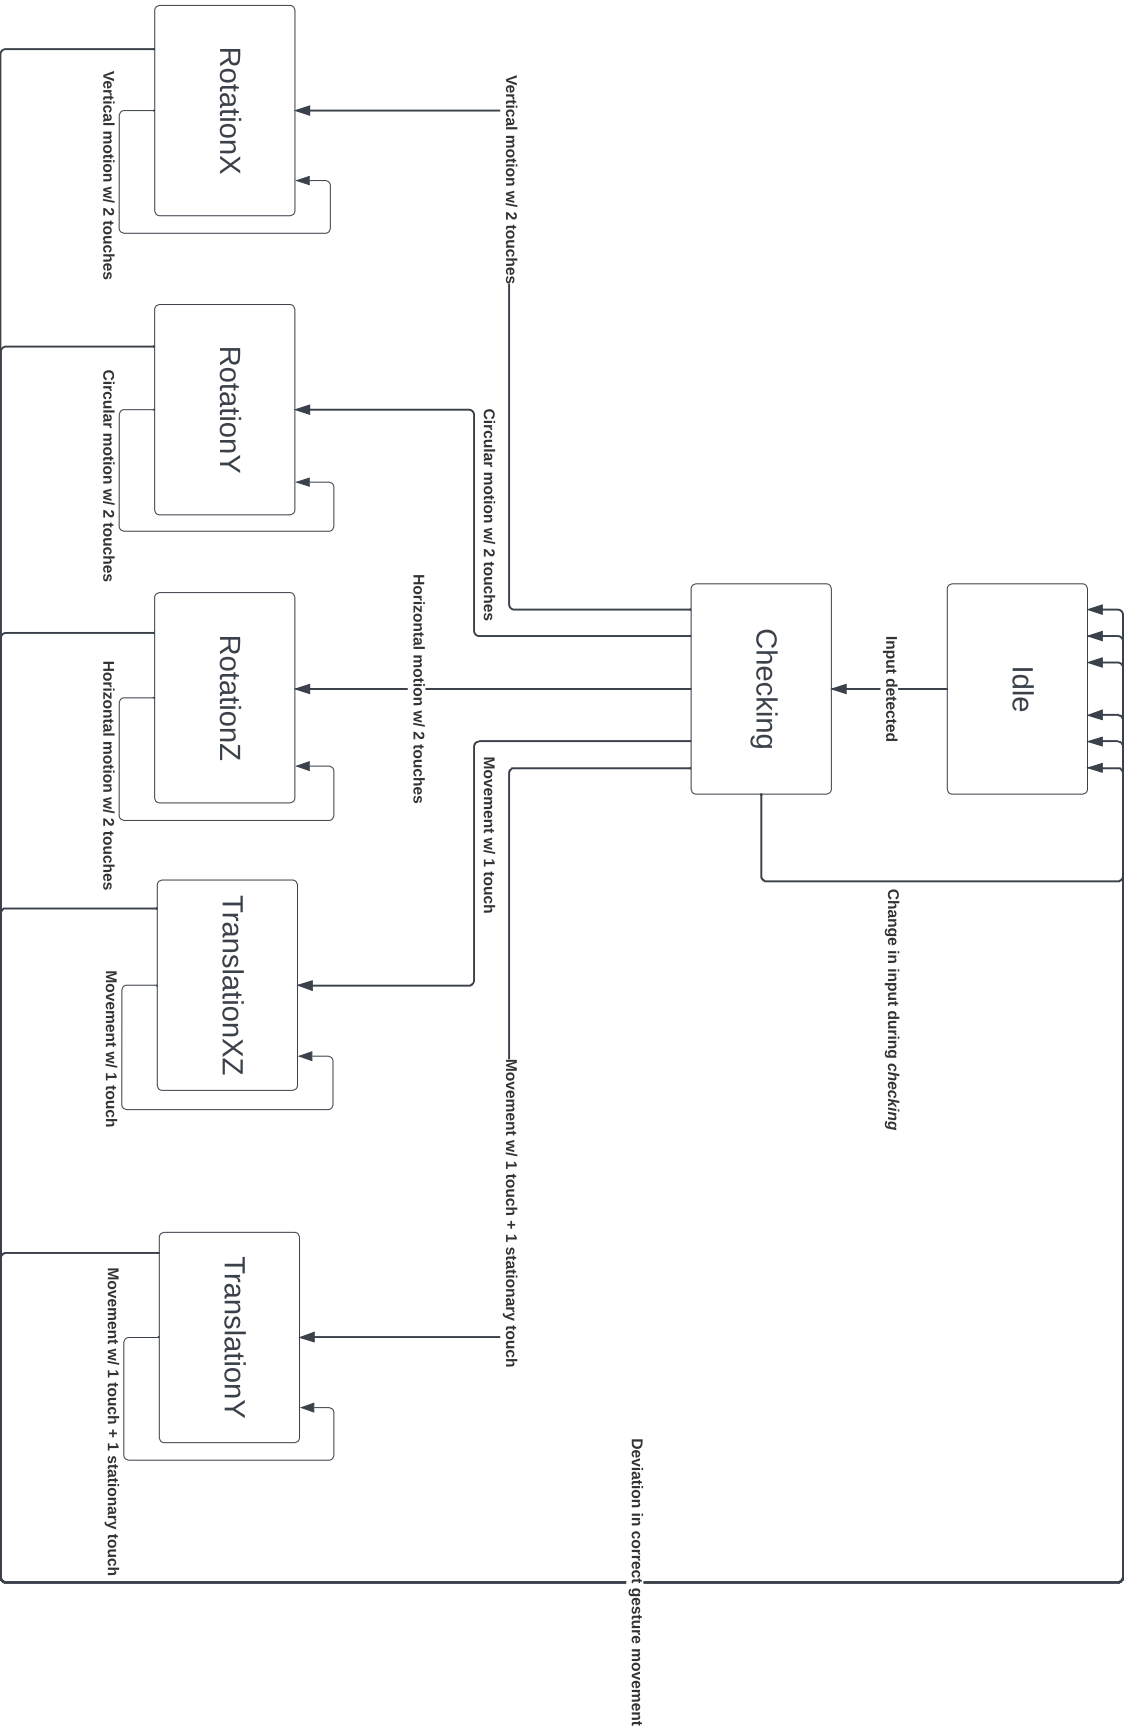 Idle
Input detected
Change in input during checking
Checking
Deviation in correct gesture movement
Vertical motion w/ 2 touches
Movement w/ 1 touch + 1 stationary touch
Circular motion w/ 2 touches
Movement w/ 1 touch
Horizontal motion w/ 2 touches
RotationX
RotationY
RotationZ
TranslationXZ
TranslationY
Vertical motion w/ 2 touches
Circular motion w/ 2 touches
Horizontal motion w/ 2 touches
Movement w/ 1 touch
Movement w/ 1 touch + 1 stationary touch